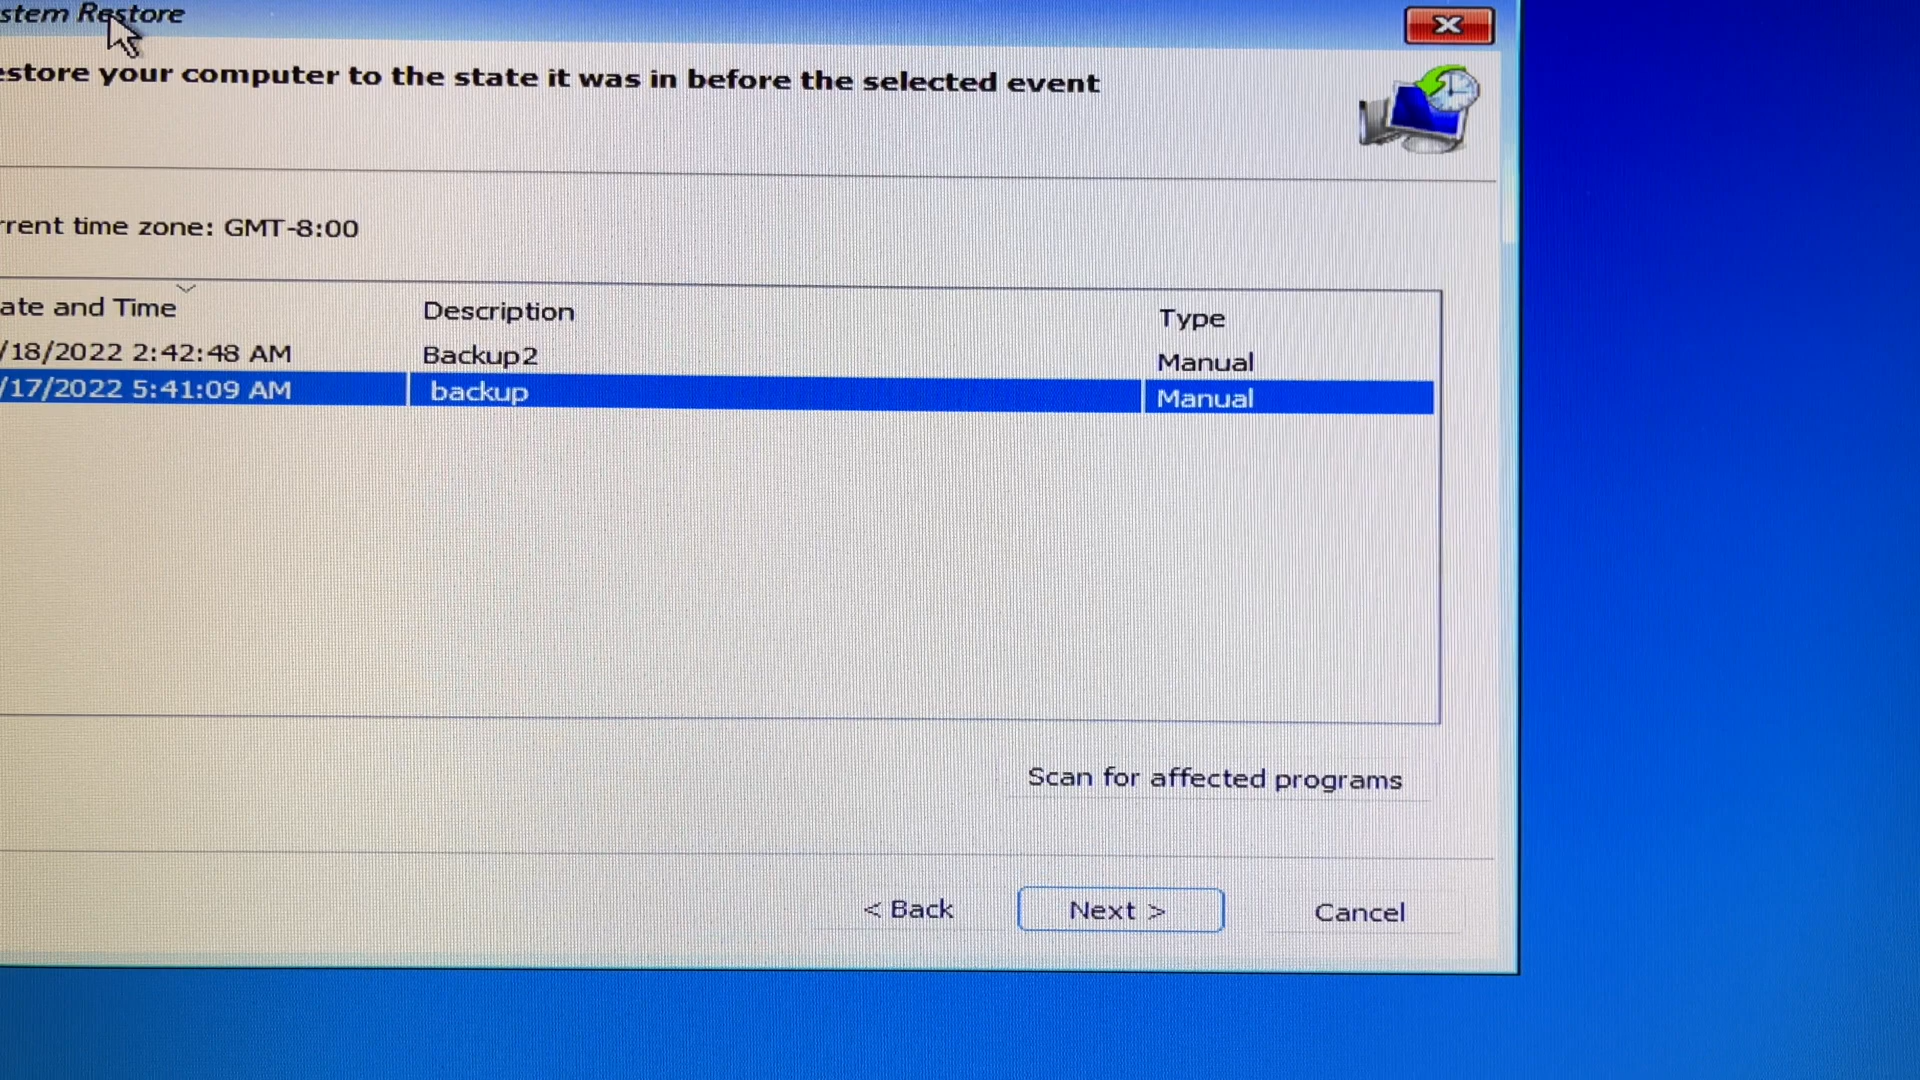 stem Restore
estore your computer to the state it was in before the selected event
rrent time zone: GMT-8:00
ate and Time Description Type
/18/2022 2:42:48 AM Backup2 Manual
/17/2022 5:41:09 AM backup Manual
Scan for affected programs
< Back Next > Cancel